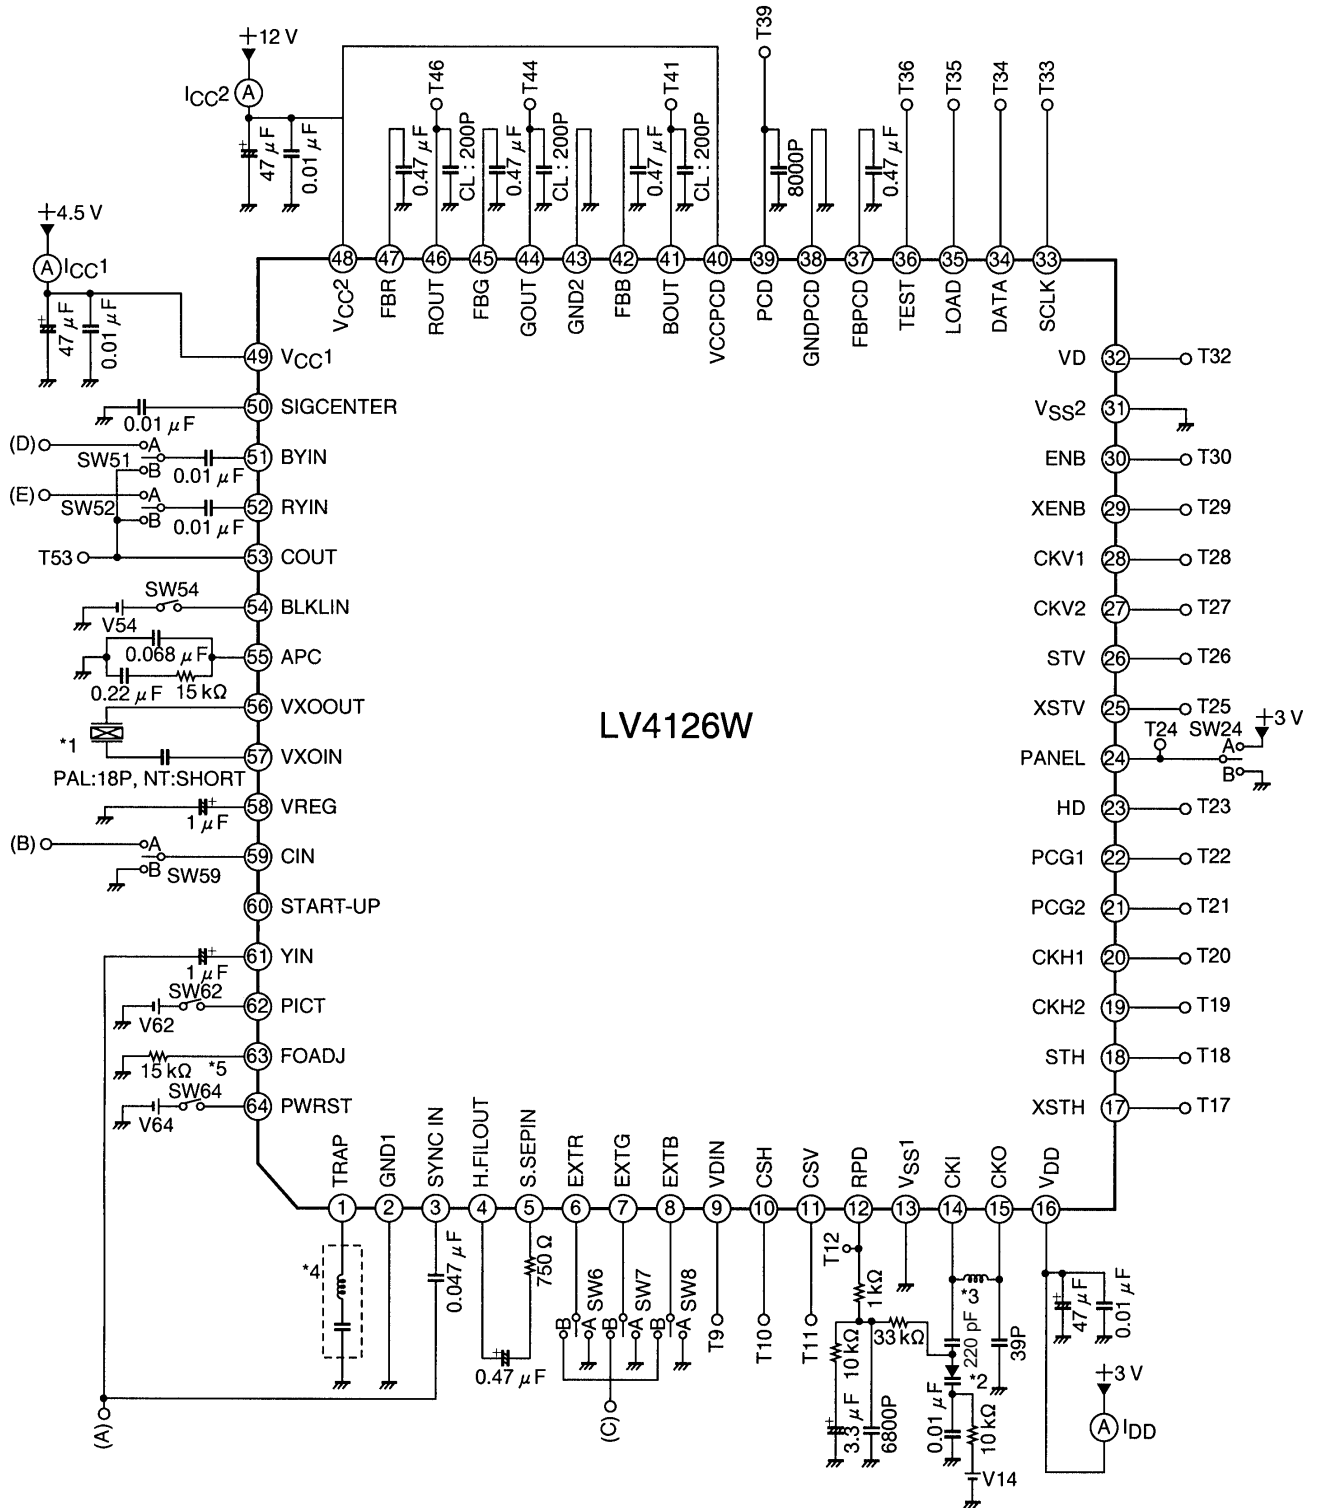 +12 V
ICC2
A
47 μF
0.01 μF
T46
T44
T41
T39
T36
T35
T34
T33
0.47 μF
CL : 200P
0.47 μF
CL : 200P
0.47 μF
CL : 200P
8000P
0.47 μF
+4.5 V
A
ICC1
47 μF
0.01 μF
48
47
46
45
44
43
42
41
40
39
38
37
36
35
34
33
VCC2
FBR
ROUT
FBG
GOUT
GND2
FBB
BOUT
VCCPCD
PCD
GNDPCD
FBPCD
TEST
LOAD
DATA
SCLK
49 VCC1
0.01 μF
50 SIGCENTER
(D)
A
SW51
B
0.01 μF
51 BYIN
(E)
A
SW52
B
0.01 μF
52 RYIN
T53
53 COUT
SW54
V54
54 BLKLIN
0.068 μF
0.22 μF
15 kΩ
55 APC
56 VXOOUT
*1
57 VXOIN
PAL:18P, NT:SHORT
1 μF
58 VREG
(B)
A
B
SW59
59 CIN
60 START-UP
1 μF
61 YIN
SW62
V62
62 PICT
15 kΩ
*5
63 FOADJ
SW64
V64
64 PWRST
LV4126W
VD 32 T32
VSS2 31
ENB 30 T30
XENB 29 T29
CKV1 28 T28
CKV2 27 T27
STV 26 T26
XSTV 25 T25
PANEL 24
T24
SW24
+3 V
A
B
HD 23 T23
PCG1 22 T22
PCG2 21 T21
CKH1 20 T20
CKH2 19 T19
STH 18 T18
XSTH 17 T17
TRAP
GND1
SYNC IN
H.FILOUT
S.SEPIN
EXTR
EXTG
EXTB
VDIN
CSH
CSV
RPD
VSS1
CKI
CKO
VDD
1
2
3
4
5
6
7
8
9
10
11
12
13
14
15
16
*4
0.047 μF
750 Ω
0.47 μF
B
A
SW6
B
A
SW7
B
A
SW8
T9
T10
T11
T12
1 kΩ
10 kΩ
33 kΩ
3.3 μF
6800P
*3
220 pF
*2
39P
0.01 μF
10 kΩ
V14
47 μF
0.01 μF
+3 V
A
IDD
(A)
(C)